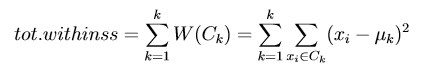 tot.withinss = \sum_{k=1}^{k} W(C_k) = \sum_{k=1}^{k} \sum_{x_i \in C_k} (x_i - \mu_k)^2